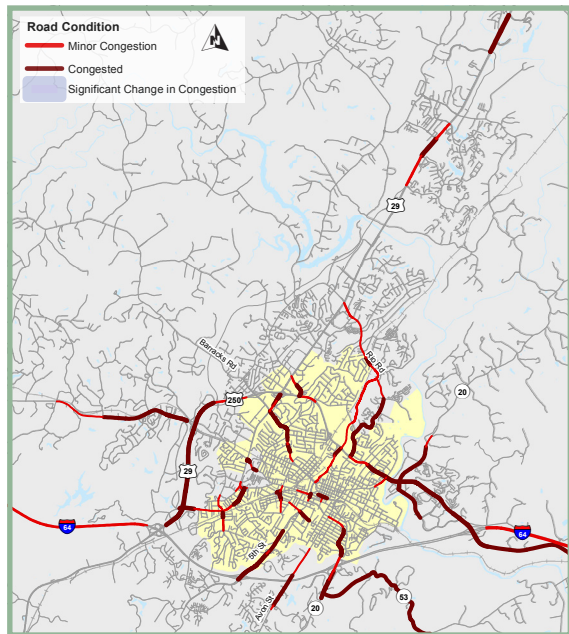 Road Condition
N
Minor Congestion
Congested
Significant Change in Congestion
29
Barracks Rd
Rio Rd
250
20
29
64
64
5th St
Avon St
20
53